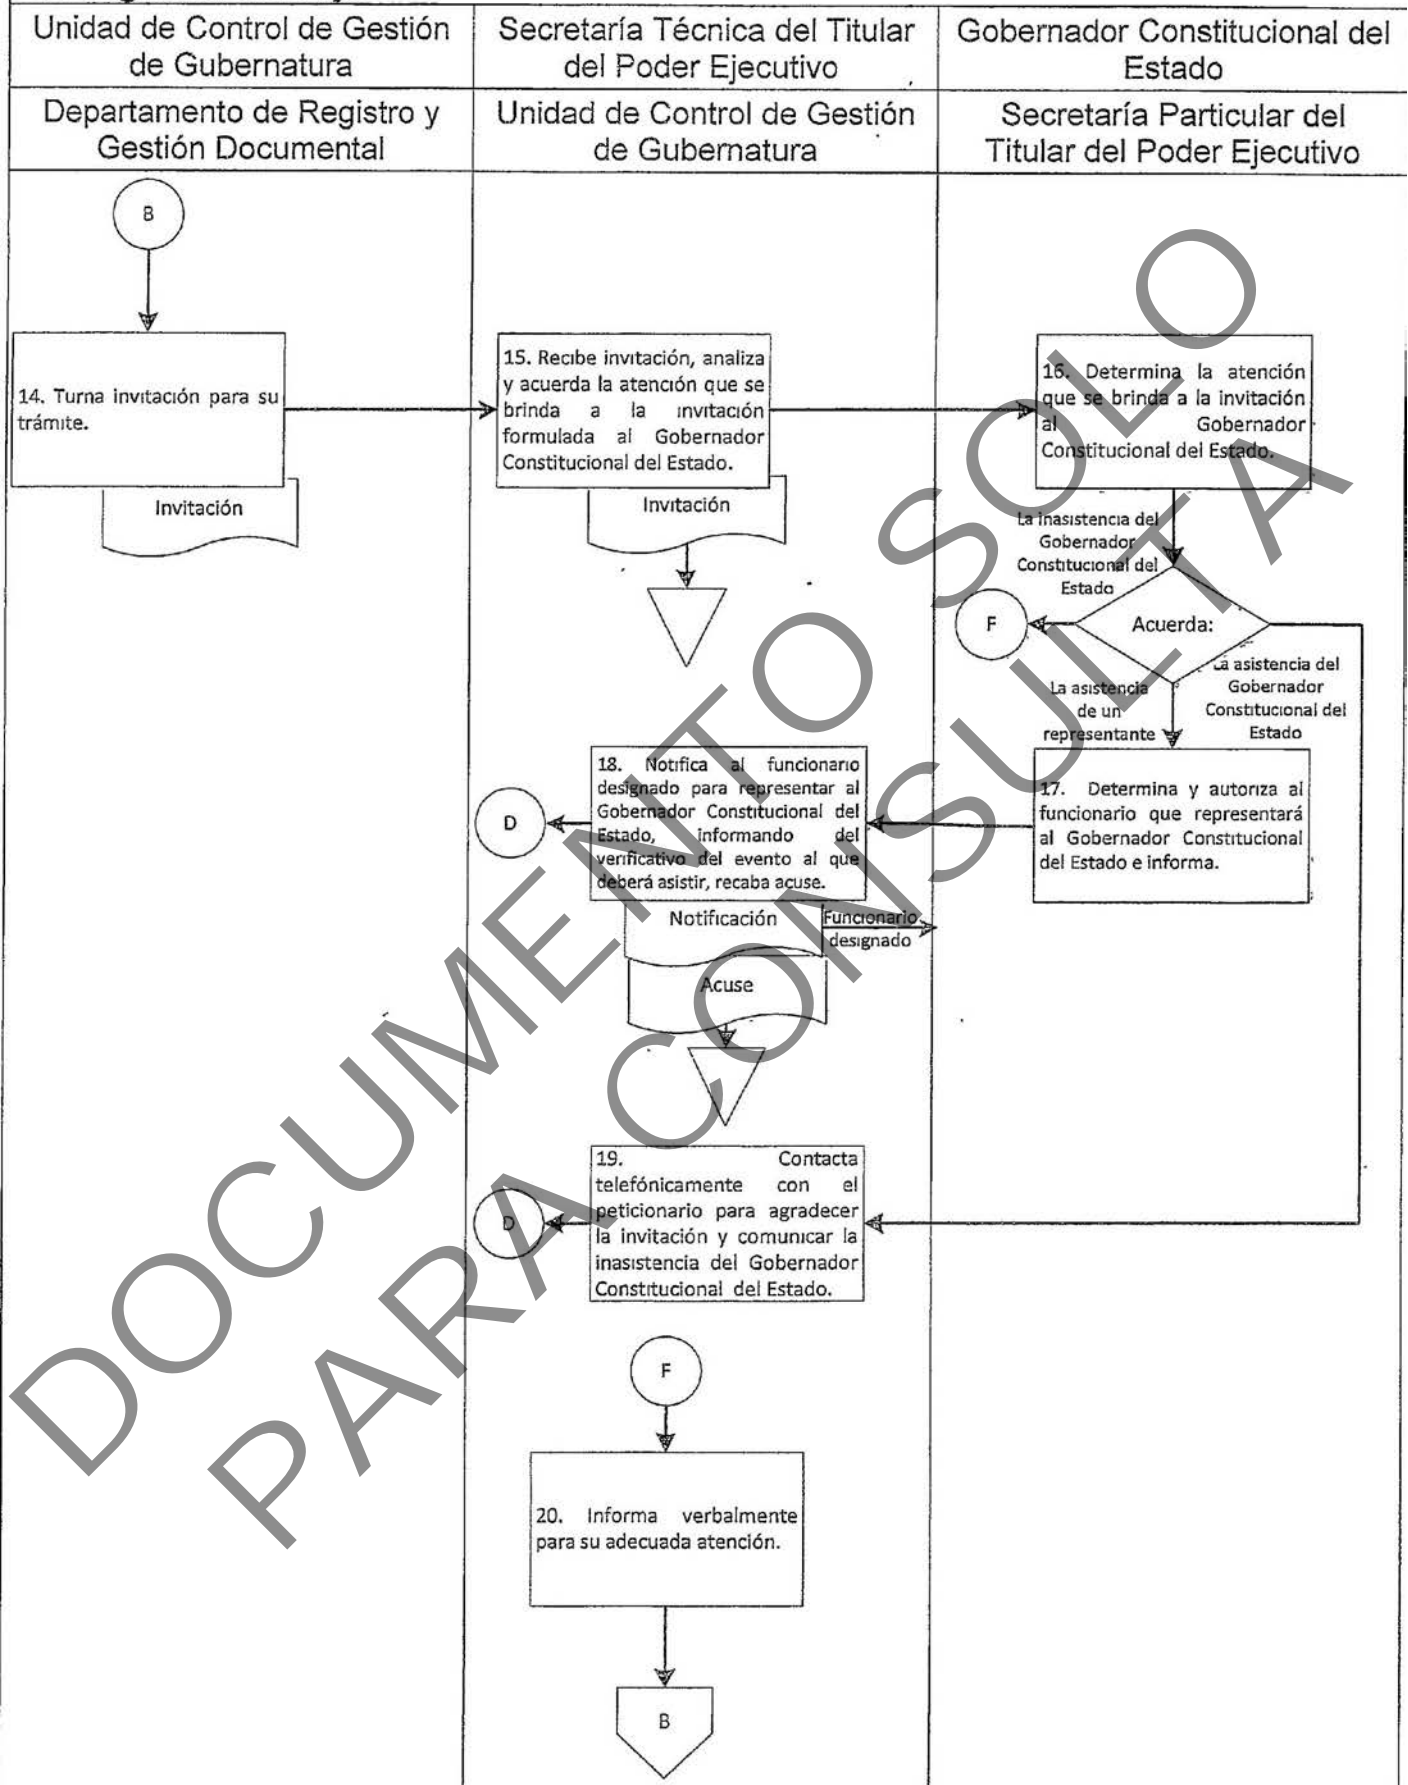 Unidad de Control de Gestión
de Gubernatura
Secretaría Técnica del Titular
del Poder Ejecutivo
Gobernador Constitucional del
Estado
Departamento de Registro y
Gestión Documental
Unidad de Control de Gestión
de Gubernatura
Secretaría Particular del
Titular del Poder Ejecutivo
B
14. Turna invitación para su
trámite.
Invitación
15. Recibe invitación, analiza
y acuerda la atención que se
brinda a la invitación
formulada al Gobernador
Constitucional del Estado.
Invitación
16. Determina la atención
que se brinda a la invitación
al Gobernador
Constitucional del Estado.
La inasistencia del
Gobernador
Constitucional del
Estado
F
Acuerda:
La asistencia
de un
representante
La asistencia del
Gobernador
Constitucional del
Estado
17. Determina y autoriza al
funcionario que representará
al Gobernador Constitucional
del Estado e informa.
18. Notifica al funcionario
designado para representar al
Gobernador Constitucional del
Estado, informando del
verificativo del evento al que
deberá asistir, recaba acuse.
D
Notificación
Funcionario
designado
Acuse
19. Contacta
telefónicamente con el
peticionario para agradecer
la invitación y comunicar la
inasistencia del Gobernador
Constitucional del Estado.
D
F
20. Informa verbalmente
para su adecuada atención.
B
DOCUMENTO SOLO
PARA CONSULTA